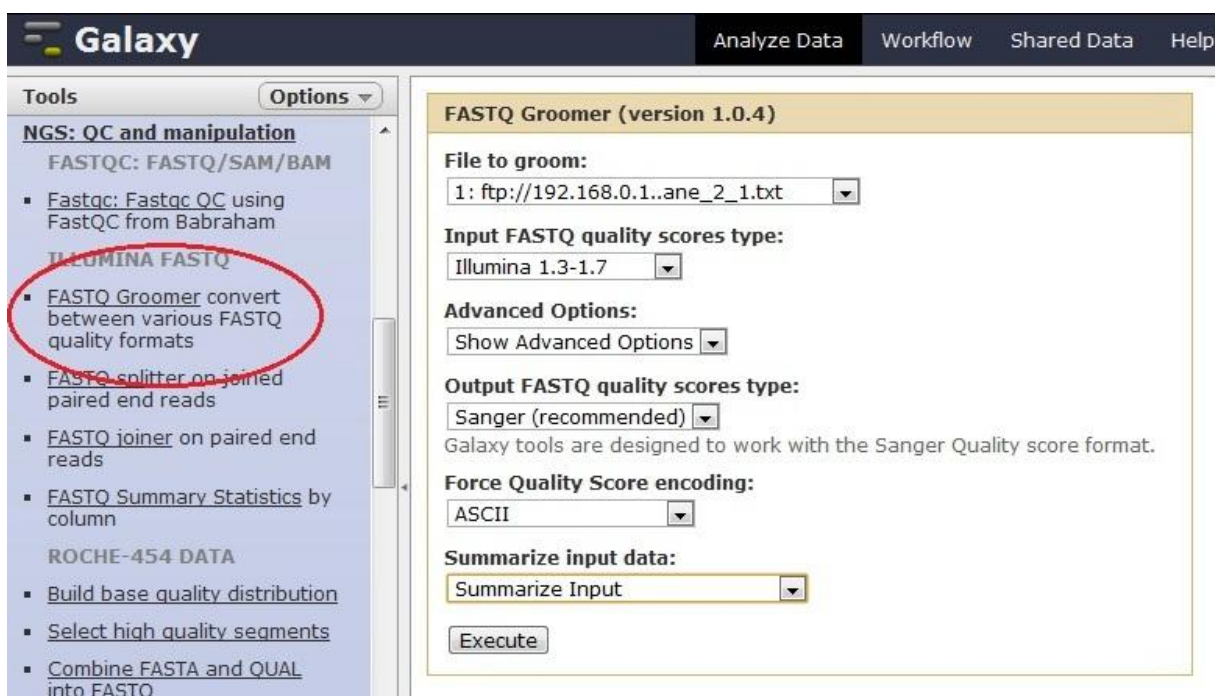 Galaxy
Analyze Data Workflow Shared Data Help
Tools Options
NGS: QC and manipulation
FASTQC: FASTQ/SAM/BAM
Fastqc: Fastqc QC using
FastQC from Babraham
ILLUMINA FASTQ
FASTQ Groomer convert
between various FASTQ
quality formats
FASTQ splitter on joined
paired end reads
FASTQ joiner on paired end
reads
FASTQ Summary Statistics by
column
ROCHE-454 DATA
Build base quality distribution
Select high quality segments
Combine FASTA and QUAL
into FASTQ
FASTQ Groomer (version 1.0.4)
File to groom:
1: ftp://192.168.0.1..ane_2_1.txt
Input FASTQ quality scores type:
Illumina 1.3-1.7
Advanced Options:
Show Advanced Options
Output FASTQ quality scores type:
Sanger (recommended)
Galaxy tools are designed to work with the Sanger Quality score format.
Force Quality Score encoding:
ASCII
Summarize input data:
Summarize Input
Execute